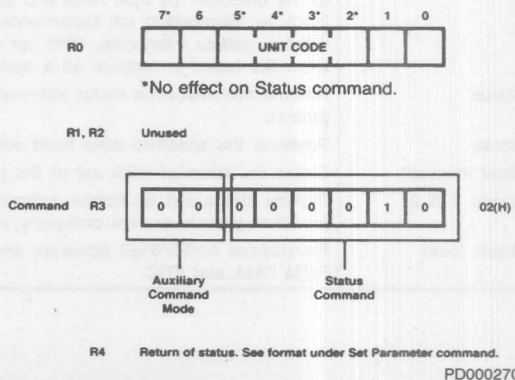 7* 6 5* 4* 3* 2* 1 0
R0 UNIT CODE
*No effect on Status command.
R1, R2 Unused
Command R3 0 0 0 0 0 0 1 0 02(H)
Auxiliary Command Mode
Status Command
R4 Return of status. See format under Set Parameter command.
PD000270